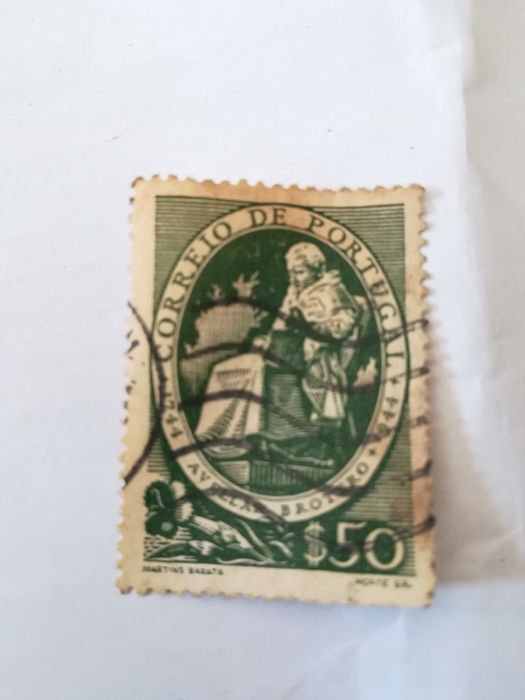 CORREIO DE PORTUGAL
1744 AVELAR BROTERO 1944
$50
MARTINS BARATA